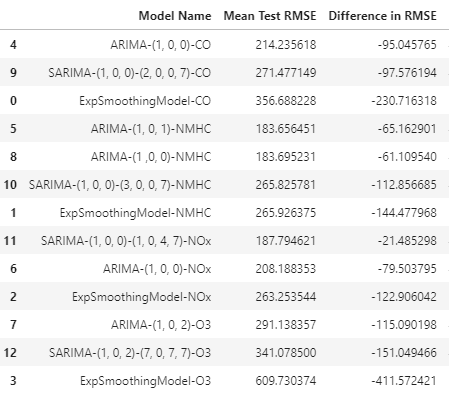 Model Name Mean Test RMSE Difference in RMSE
4 ARIMA-(1, 0, 0)-CO 214.235618 -95.045765
9 SARIMA-(1, 0, 0)-(2, 0, 0, 7)-CO 271.477149 -97.576194
0 ExpSmoothingModel-CO 356.688228 -230.716318
5 ARIMA-(1, 0, 1)-NMHC 183.656451 -65.162901
8 ARIMA-(1 ,0, 0)-NMHC 183.695231 -61.109540
10 SARIMA-(1, 0, 0)-(3, 0, 0, 7)-NMHC 265.825781 -112.856685
1 ExpSmoothingModel-NMHC 265.926375 -144.477968
11 SARIMA-(1, 0, 0)-(1, 0, 4, 7)-NOx 187.794621 -21.485298
6 ARIMA-(1, 0, 0)-NOx 208.188353 -79.503795
2 ExpSmoothingModel-NOx 263.253544 -122.906042
7 ARIMA-(1, 0, 2)-O3 291.138357 -115.090198
12 SARIMA-(1, 0, 2)-(7, 0, 7, 7)-O3 341.078500 -151.049466
3 ExpSmoothingModel-O3 609.730374 -411.572421